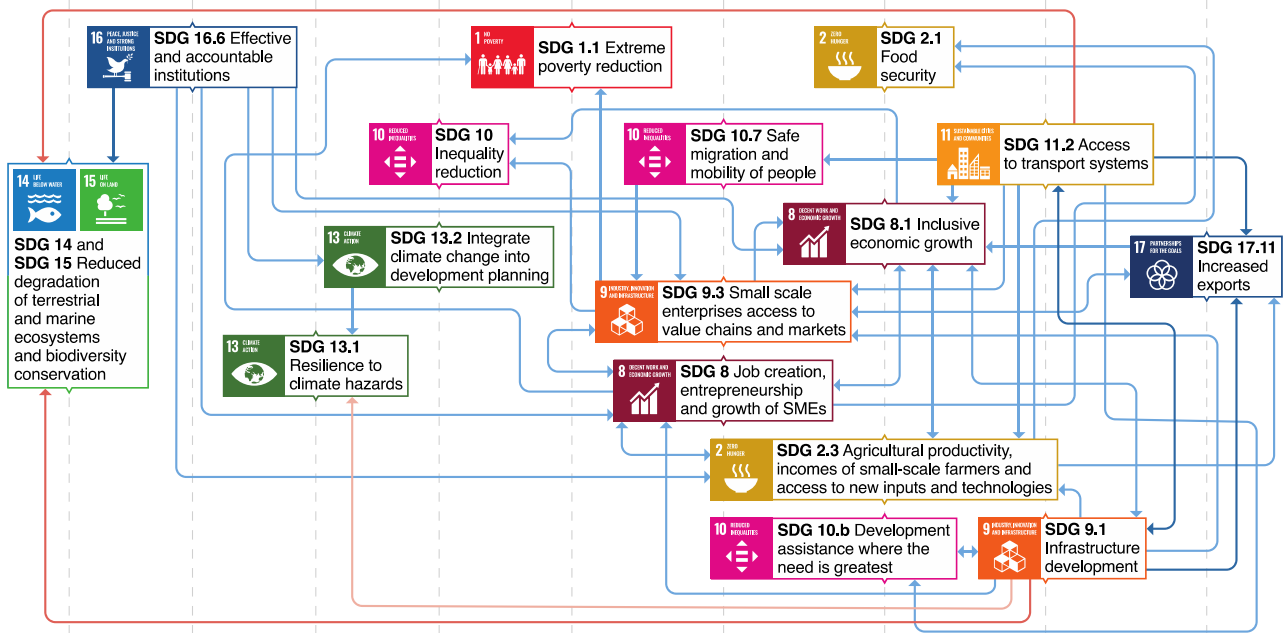 16 PEACE, JUSTICE
AND STRONG
INSTITUTIONS
SDG 16.6 Effective
and accountable
institutions
1 NO
POVERTY
SDG 1.1 Extreme
poverty reduction
2 ZERO
HUNGER
SDG 2.1
Food
security
10 REDUCED
INEQUALITIES
SDG 10
Inequality
reduction
10 REDUCED
INEQUALITIES
SDG 10.7 Safe
migration and
mobility of people
11 SUSTAINABLE CITIES
AND COMMUNITIES
SDG 11.2 Access
to transport systems
14 LIFE
BELOW WATER
15 LIFE
ON LAND
SDG 14 and
SDG 15 Reduced
degradation
of terrestrial
and marine
ecosystems
and biodiversity
conservation
13 CLIMATE
ACTION
SDG 13.2 Integrate
climate change into
development planning
8 DECENT WORK AND
ECONOMIC GROWTH
SDG 8.1 Inclusive
economic growth
17 PARTNERSHIPS
FOR THE GOALS
SDG 17.11
Increased
exports
9 INDUSTRY, INNOVATION
AND INFRASTRUCTURE
SDG 9.3 Small scale
enterprises access to
value chains and markets
13 CLIMATE
ACTION
SDG 13.1
Resilience to
climate hazards
8 DECENT WORK AND
ECONOMIC GROWTH
SDG 8 Job creation,
entrepreneurship
and growth of SMEs
2 ZERO
HUNGER
SDG 2.3 Agricultural productivity,
incomes of small-scale farmers and
access to new inputs and technologies
10 REDUCED
INEQUALITIES
SDG 10.b Development
assistance where the
need is greatest
9 INDUSTRY, INNOVATION
AND INFRASTRUCTURE
SDG 9.1
Infrastructure
development